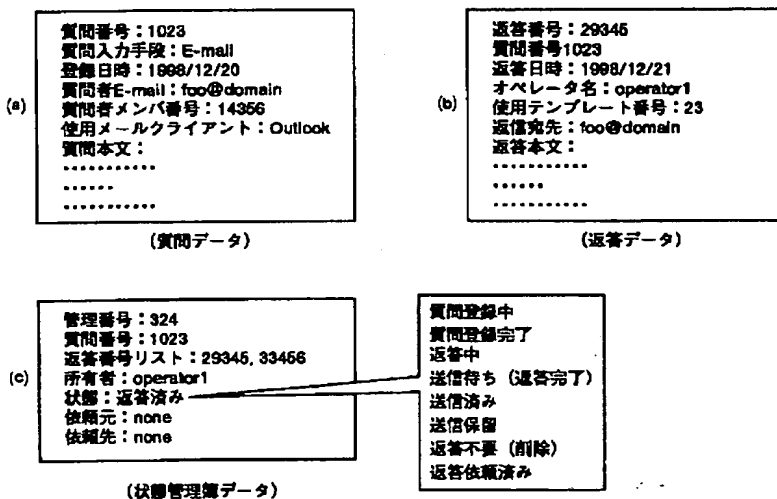 (a)
質問番号：1023
質問入力手段：E-mail
登録日時：1998/12/20
質問者E-mail：foo@domain
質問者メンバ番号：14356
使用メールクライアント：Outlook
質問本文：
･･･････････
･･････
･･･････････
(質問データ)
(b)
返答番号：29345
質問番号1023
返答日時：1998/12/21
オペレータ名：operator1
使用テンプレート番号：23
返信宛先：foo@domain
返答本文：
･･･････････
･･････
･･･････････
(返答データ)
(c)
管理番号：324
質問番号：1023
返答番号リスト：29345, 33456
所有者：operator1
状態：返答済み
依頼元：none
依頼先：none
(状態管理簿データ)
質問登録中
質問登録完了
返答中
送信待ち（返答完了）
送信済み
送信保留
返答不要（削除）
返答依頼済み